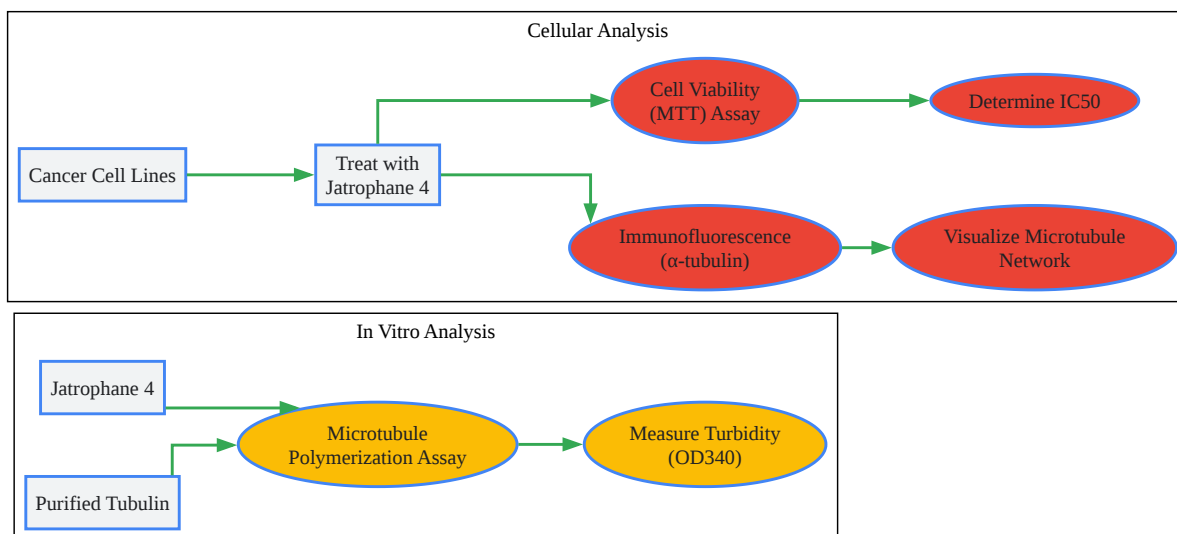 Cellular Analysis
Cell Viability
(MTT) Assay
Determine IC50
Cancer Cell Lines
Treat with
Jatrophane 4
Immunofluorescence
(α-tubulin)
Visualize Microtubule
Network
In Vitro Analysis
Jatrophane 4
Microtubule
Polymerization Assay
Measure Turbidity
(OD340)
Purified Tubulin